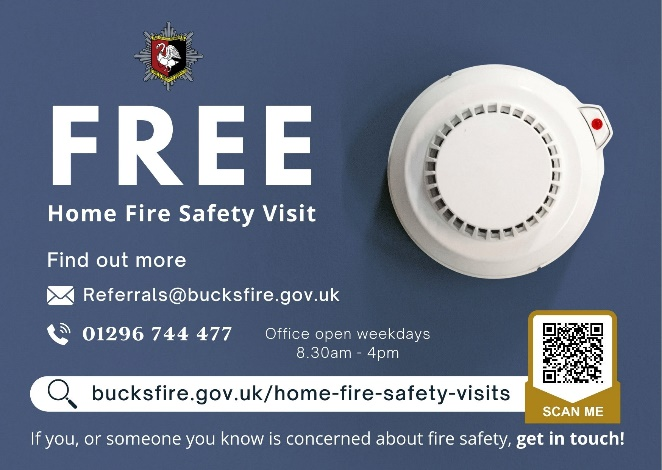 FREE
Home Fire Safety Visit
Find out more
Referrals@bucksfire.gov.uk
01296 744 477
Office open weekdays
8.30am - 4pm
bucksfire.gov.uk/home-fire-safety-visits
SCAN ME
If you, or someone you know is concerned about fire safety, get in touch!